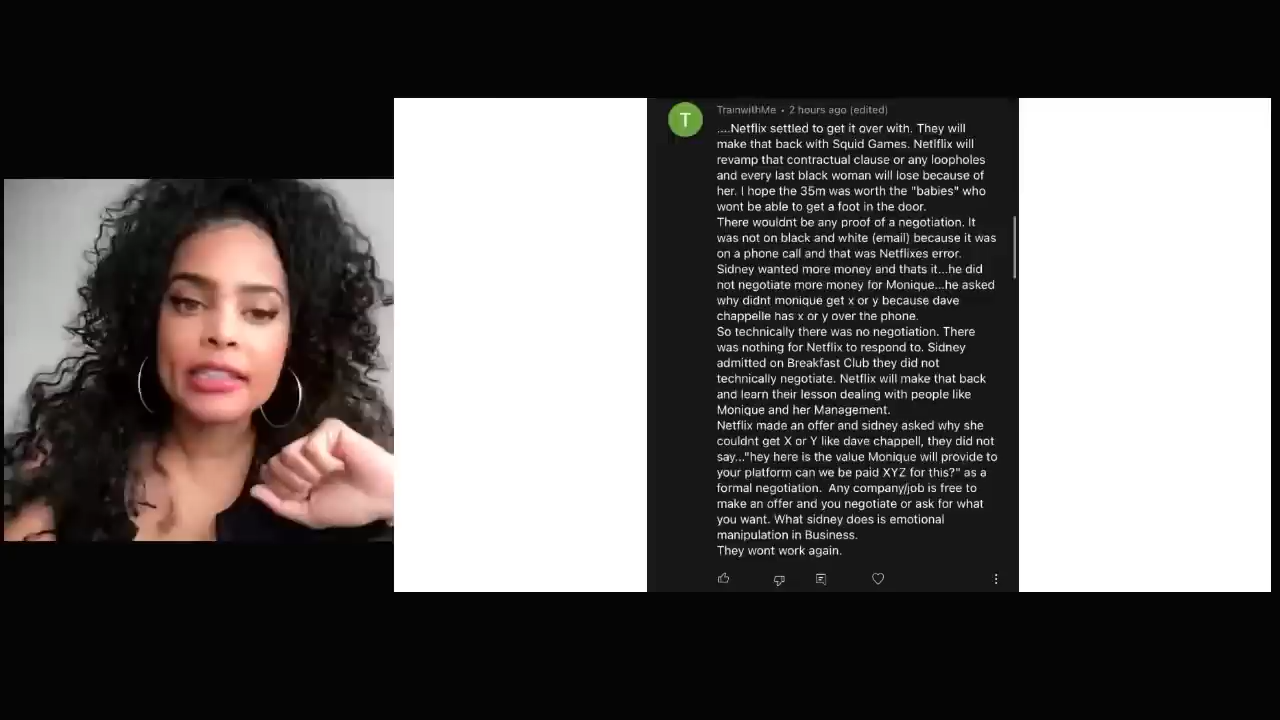 T
TrainwithMe • 2 hours ago (edited)
....Netflix settled to get it over with. They will
make that back with Squid Games. Netlflix will
revamp that contractual clause or any loopholes
and every last black woman will lose because of
her. I hope the 35m was worth the "babies" who
wont be able to get a foot in the door.
There wouldnt be any proof of a negotiation. It
was not on black and white (email) because it was
on a phone call and that was Netflixes error.
Sidney wanted more money and thats it...he did
not negotiate more money for Monique...he asked
why didnt monique get x or y because dave
chappelle has x or y over the phone.
So technically there was no negotiation. There
was nothing for Netflix to respond to. Sidney
admitted on Breakfast Club they did not
technically negotiate. Netflix will make that back
and learn their lesson dealing with people like
Monique and her Management.
Netflix made an offer and sidney asked why she
couldnt get X or Y like dave chappell, they did not
say..."hey here is the value Monique will provide to
your platform can we be paid XYZ for this?" as a
formal negotiation.  Any company/job is free to
make an offer and you negotiate or ask for what
you want. What sidney does is emotional
manipulation in Business.
They wont work again.